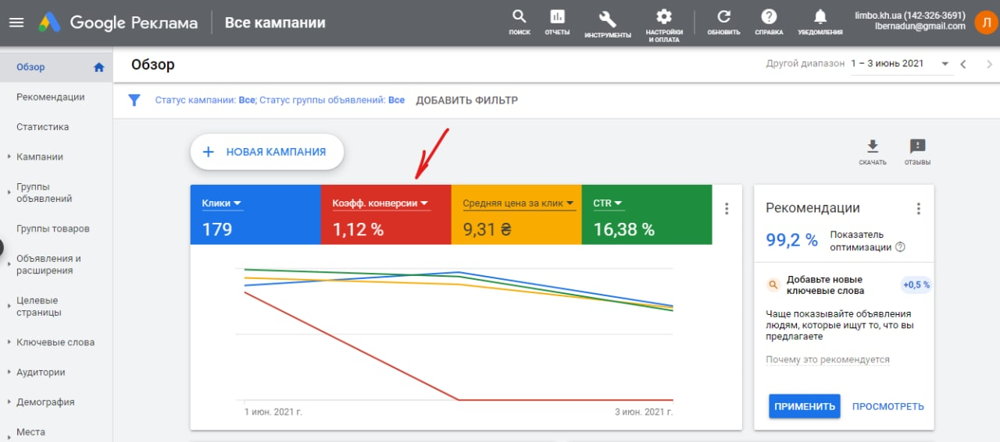 Google Реклама
Все кампании
ПОИСК
ОТЧЕТЫ
ИНСТРУМЕНТЫ
НАСТРОЙКИ
И ОПЛАТА
ОБНОВИТЬ
СПРАВКА
УВЕДОМЛЕНИЯ
limbo.kh.ua (142-326-3691)
lbernadun@gmail.com
Л
Обзор
Рекомендации
Статистика
Кампании
Группы
объявлений
Группы товаров
Объявления и
расширения
Целевые
страницы
Ключевые слова
Аудитории
Демография
Места
Обзор
Другой диапазон 1 – 3 июнь 2021
Статус кампании: Все; Статус группы объявлений: Все ДОБАВИТЬ ФИЛЬТР
+ НОВАЯ КАМПАНИЯ
СКАЧАТЬ
ОТЗЫВЫ
Клики
179
Коэфф. конверсии
1,12 %
Средняя цена за клик
9,31 ₴
CTR
16,38 %
1 июн. 2021 г.
3 июн. 2021 г.
Рекомендации
99,2 %
Показатель
оптимизации
Добавьте новые
ключевые слова
+0,5 %
Чаще показывайте объявления
людям, которые ищут то, что вы
предлагаете
Почему это рекомендуется
ПРИМЕНИТЬ
ПРОСМОТРЕТЬ